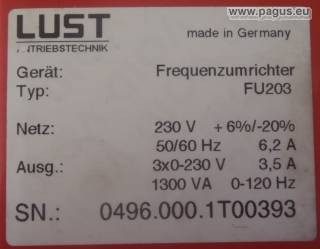 www.pagus.eu
LUST
ANTRIEBSTECHNIK
made in Germany
Gerät: Frequenzumrichter
Typ: FU203
Netz: 230 V + 6%/-20%
50/60 Hz 6,2 A
Ausg.: 3x0-230 V 3,5 A
1300 VA 0-120 Hz
SN.: 0496.000.1T00393